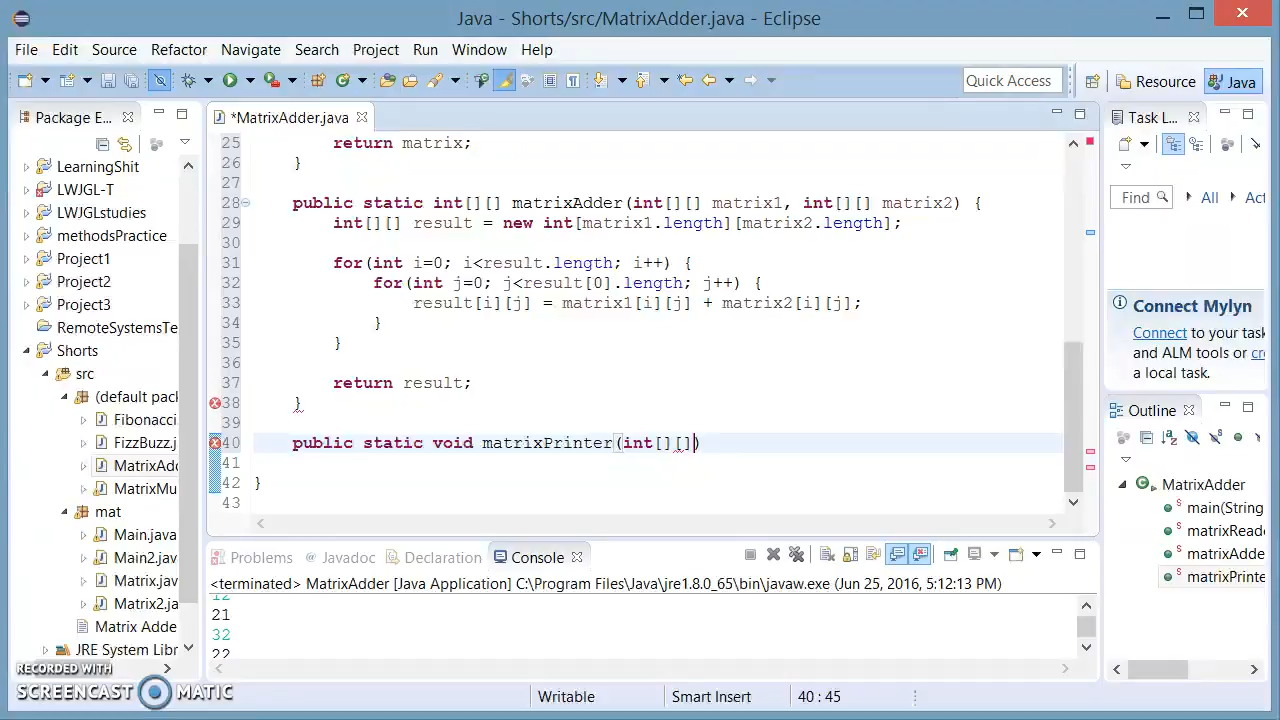 Java - Shorts/src/MatrixAdder.java - Eclipse
File Edit Source Refactor Navigate Search Project Run Window Help
Quick Access Resource Java
Package E...
LearningShit
LWJGL-T
LWJGLstudies
methodsPractice
Project1
Project2
Project3
RemoteSystemsTe
Shorts
src
(default pack
Fibonacci.
FizzBuzz.j
MatrixAdd
MatrixMu
mat
Main.java
Main2.java
Matrix.jav
Matrix2.ja
Matrix Adde
JRE System Libr
RECORDED WITH
SCREENCAST MATIC
*MatrixAdder.java
25 return matrix;
26 }
27
28 public static int[][] matrixAdder(int[][] matrix1, int[][] matrix2) {
29 int[][] result = new int[matrix1.length][matrix2.length];
30
31 for(int i=0; i<result.length; i++) {
32 for(int j=0; j<result[0].length; j++) {
33 result[i][j] = matrix1[i][j] + matrix2[i][j];
34 }
35 }
36
37 return result;
38 }
39
40 public static void matrixPrinter(int[][])
41
42 }
43
Problems Javadoc Declaration Console
<terminated> MatrixAdder [Java Application] C:\Program Files\Java\jre1.8.0_65\bin\javaw.exe (Jun 25, 2016, 5:12:13 PM)
12
21
32
22
Task L...
Find All Act
Connect Mylyn
Connect to your task
and ALM tools or cr
a local task.
Outline
MatrixAdder
main(String
matrixReade
matrixAdde
matrixPrinte
Writable Smart Insert 40 : 45